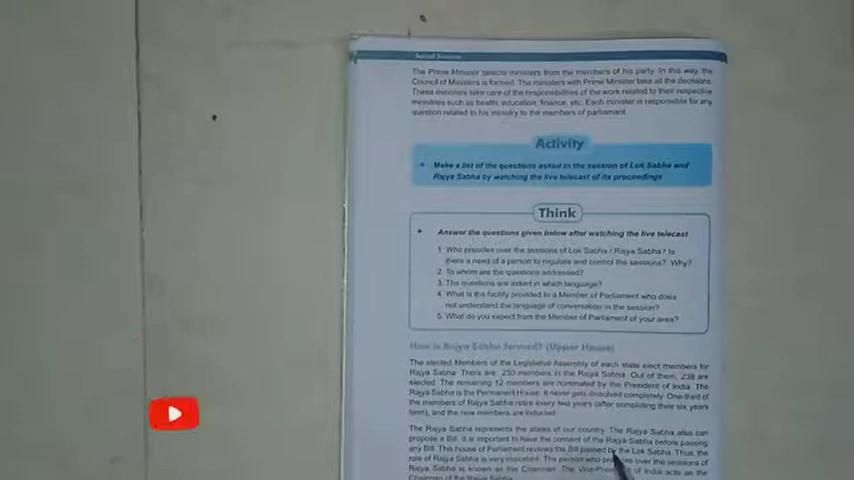 Social Science
The Prime Minister selects ministers from the members of his party. In this way, the
Council of Ministers is formed. The ministers with Prime Minister take all the decisions.
These ministers take care of the responsibilities of the work related to their respective
ministries such as health, education, finance, etc. Each minister is responsible for any
question related to his ministry to the members of parliament.
Activity
Make a list of the questions asked in the session of Lok Sabha and
Rajya Sabha by watching the live telecast of its proceedings
Think
Answer the questions given below after watching the live telecast
1. Who presides over the sessions of Lok Sabha / Rajya Sabha? Is
there a need of a person to regulate and control the sessions? Why?
2. To whom are the questions addressed?
3. The questions are asked in which language?
4. What is the facility provided to a Member of Parliament who does
not understand the language of conversation in the session?
5. What do you expect from the Member of Parliament of your area?
How is Rajya Sabha formed? (Upper House)
The elected Members of the Legislative Assembly of each state elect members for
Rajya Sabha. There are 250 members in the Rajya Sabha. Out of them, 238 are
elected. The remaining 12 members are nominated by the President of India. The
Rajya Sabha is the Permanent House. It never gets dissolved completely. One-third of
the members of Rajya Sabha retire every two years (after completing their six years
term), and the new members are inducted.
The Rajya Sabha represents the states of our country. The Rajya Sabha also can
propose a Bill. It is important to have the consent of the Rajya Sabha before passing
any Bill. This house of Parliament reviews the Bill passed by the Lok Sabha. Thus, the
role of Rajya Sabha is very important. The person who presides over the sessions of
Rajya Sabha is known as the Chairman. The Vice-President of India acts as the
Chairman of the Rajya Sabha.